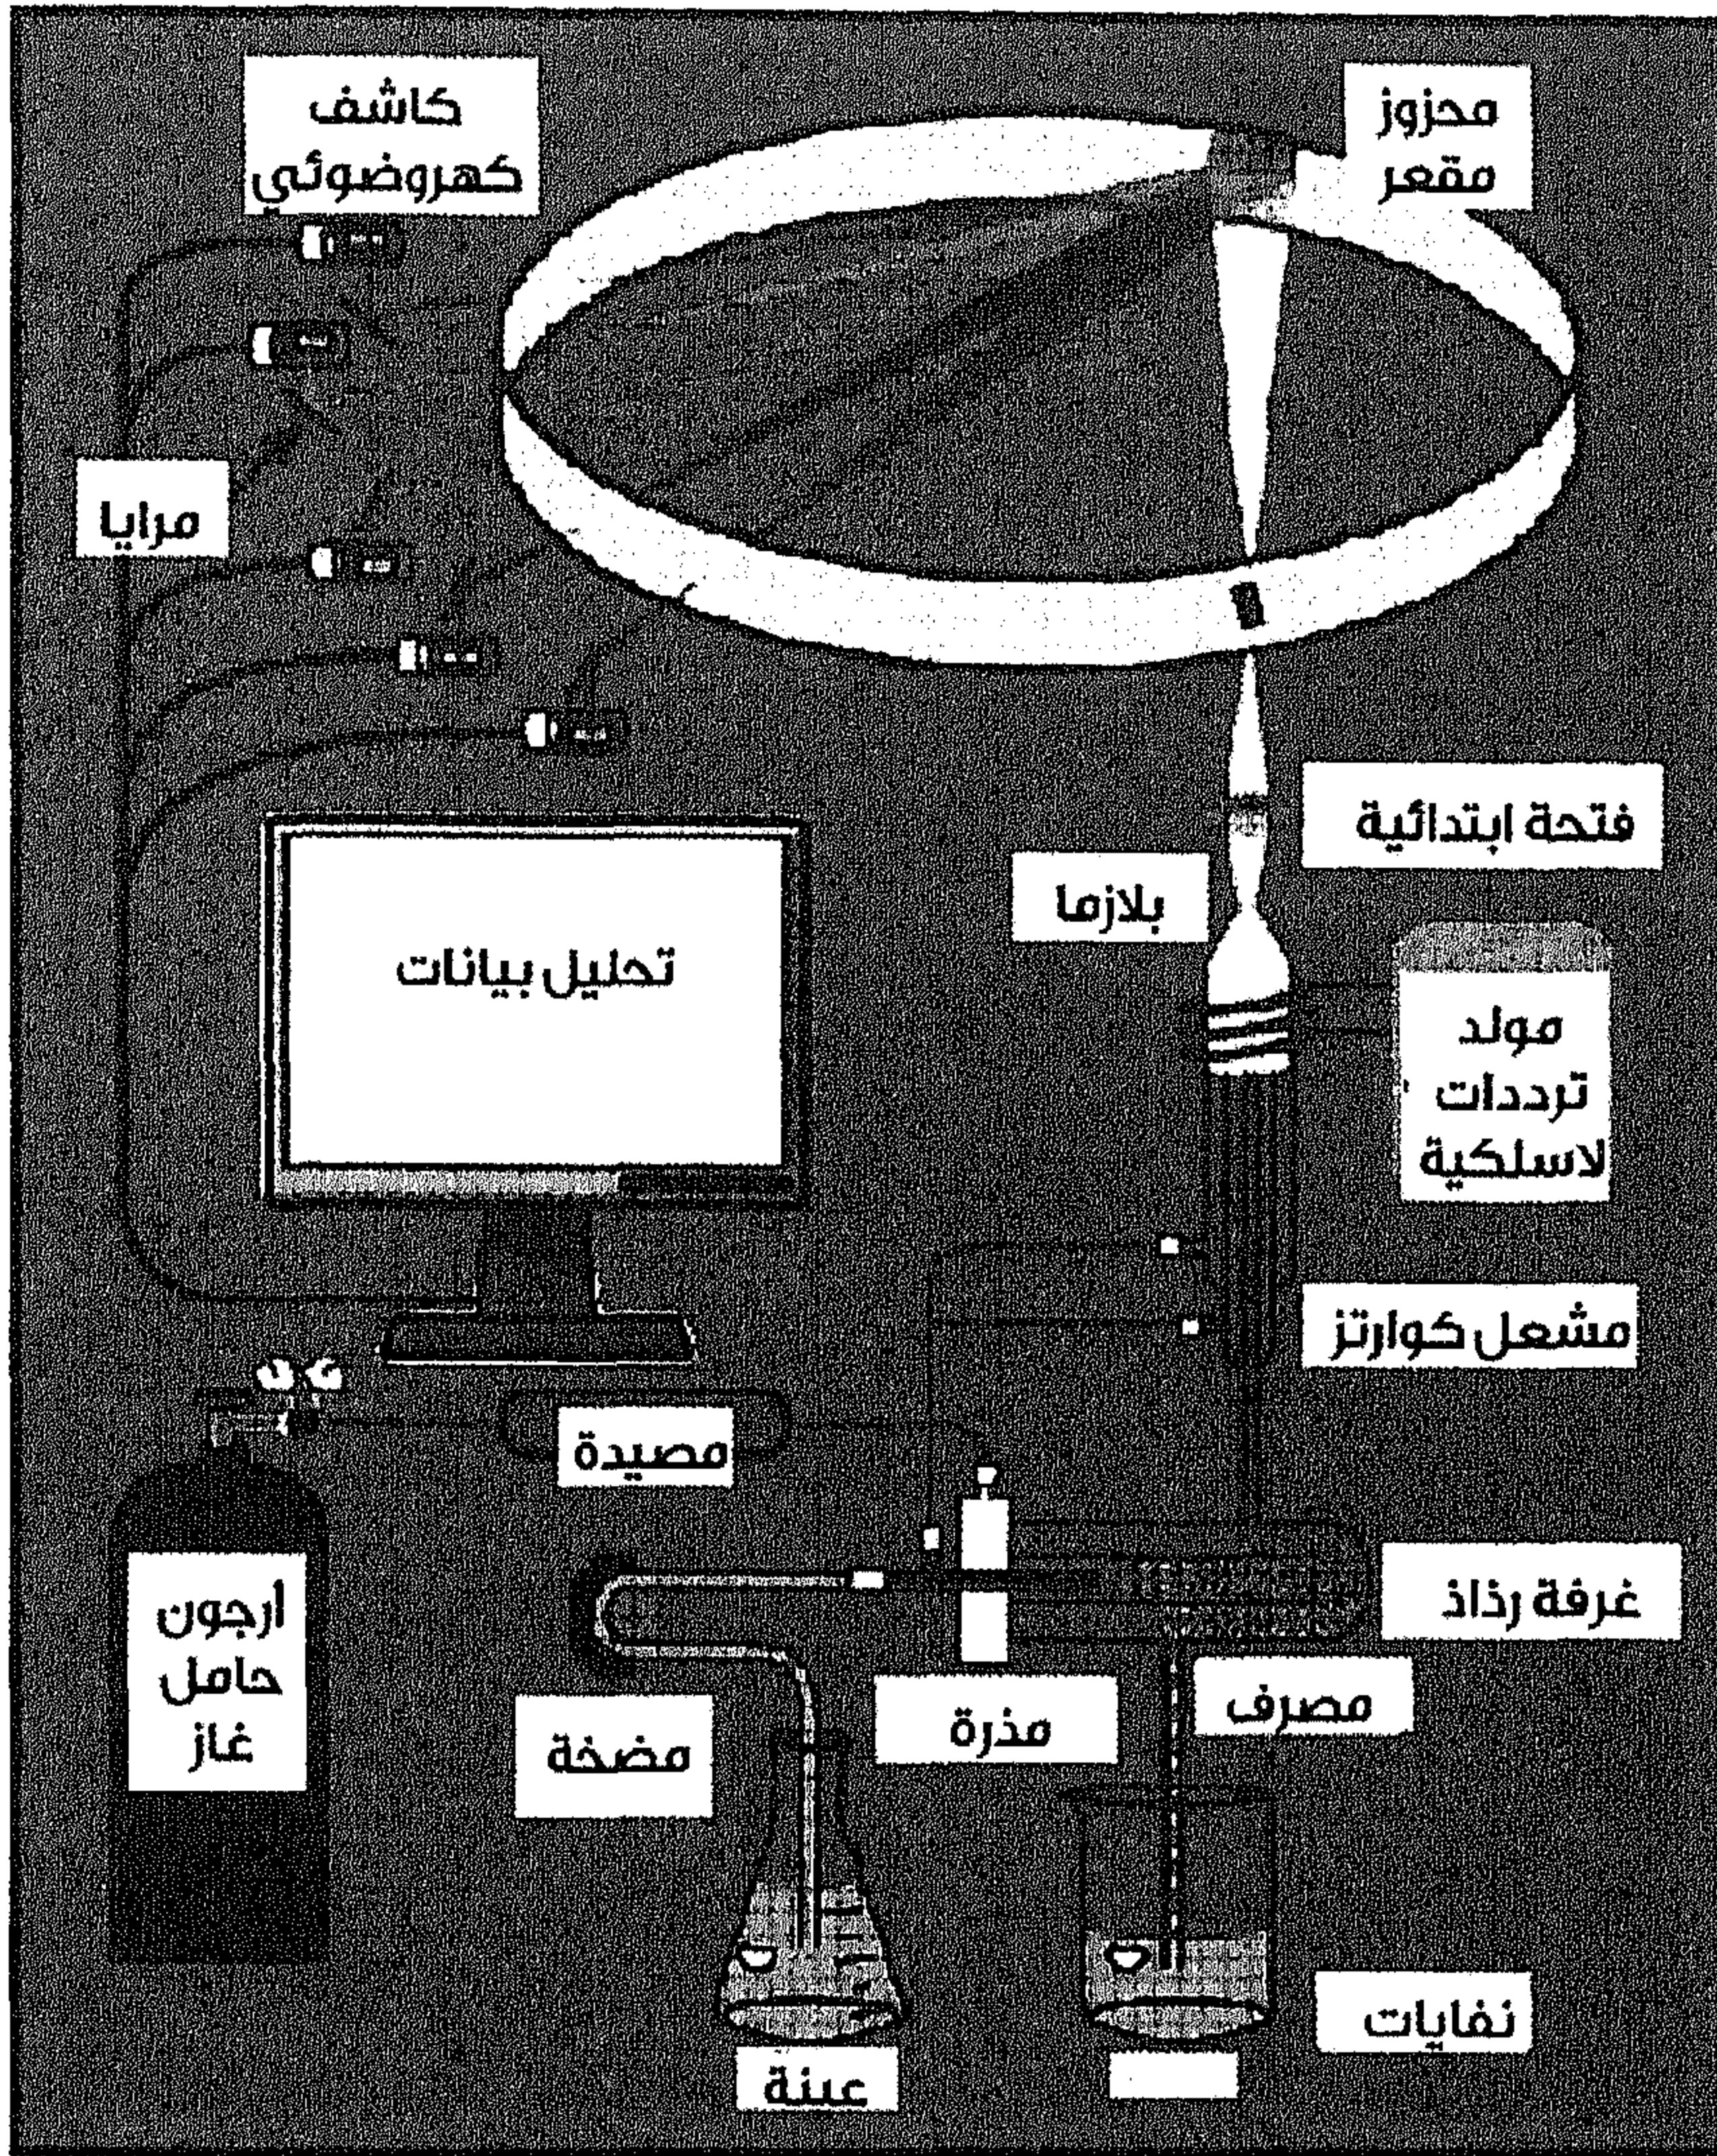 كاشف
كهروضوئي
محزوز
مقعر
مرايا
فتحة ابتدائية
بلازما
تحليل بيانات
مولد
ترددات
لاسلكية
مشعل كوارتز
مصيدة
أرجون
حامل
غاز
غرفة رذاذ
مصرف
مذرة
مضخة
نفايات
عينة